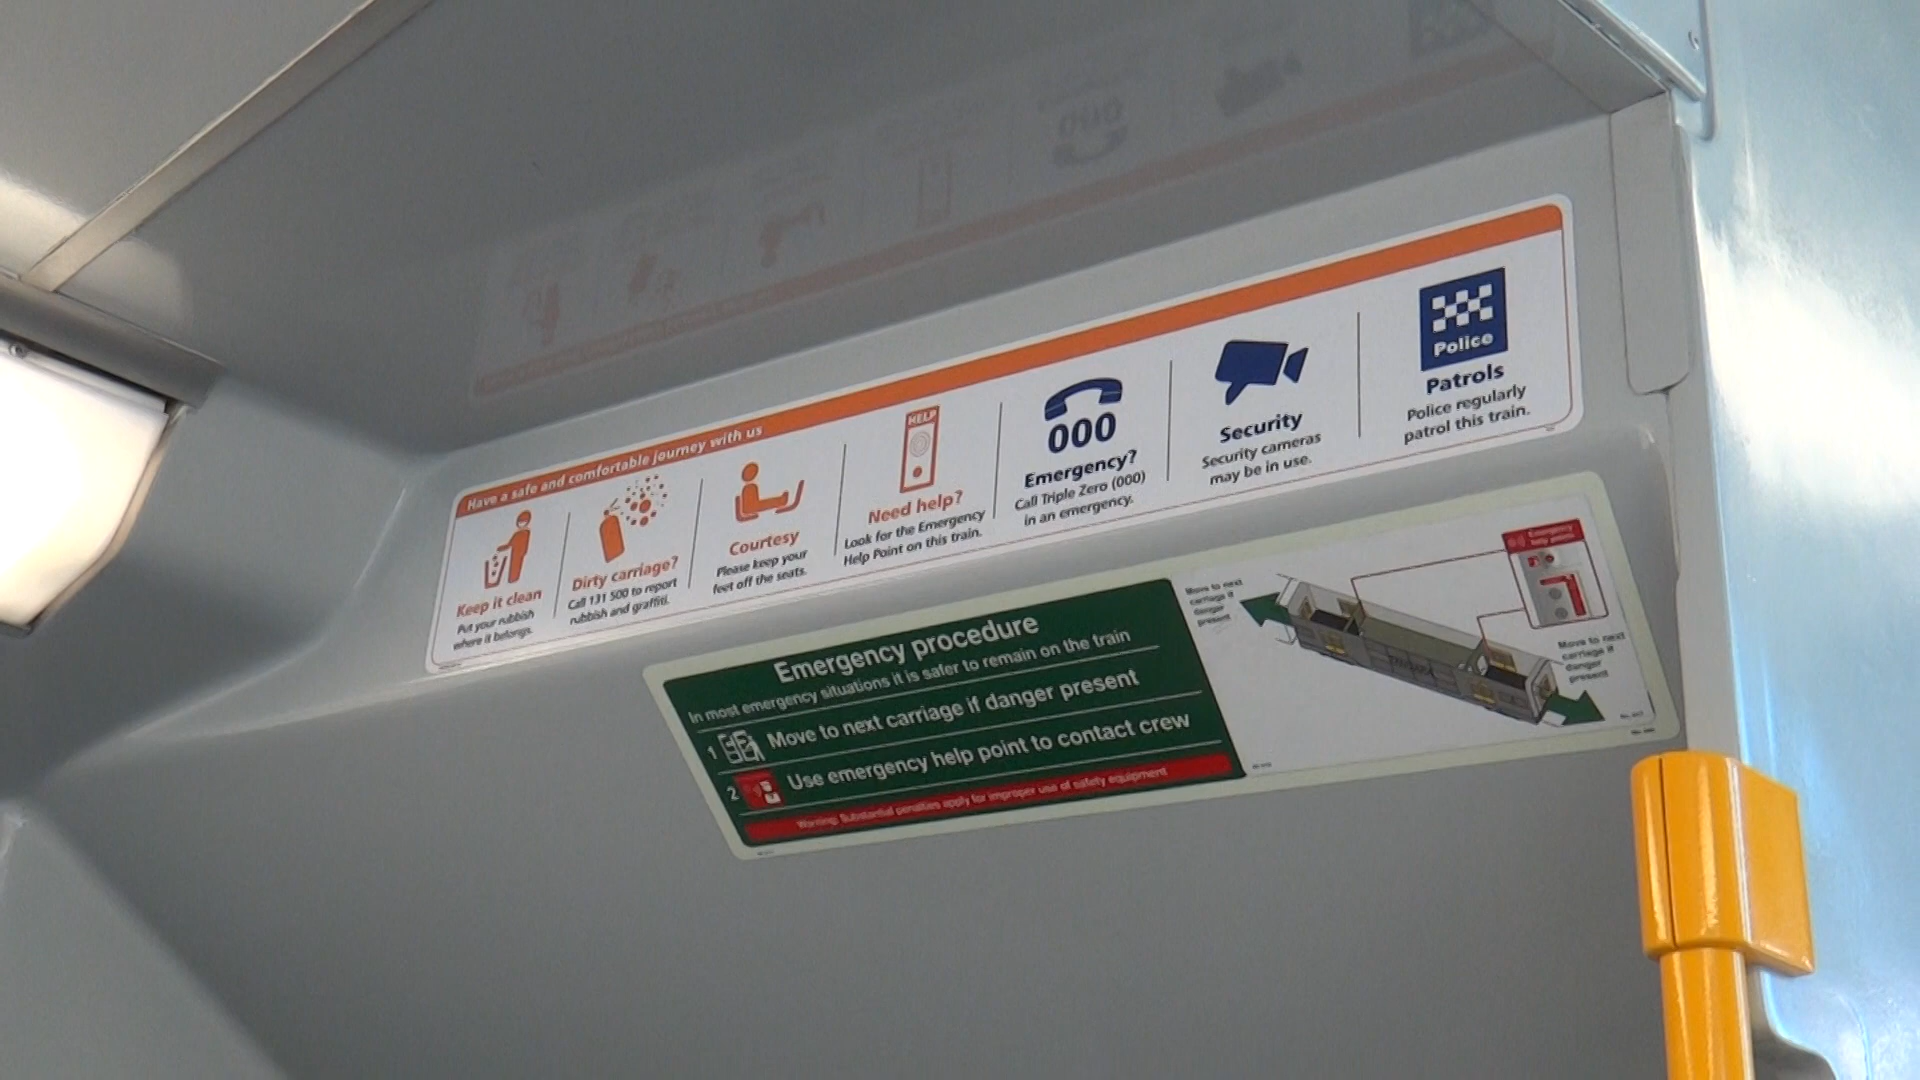 Have a safe and comfortable journey with us
Keep it clean
Put your rubbish
where it belongs.
Dirty carriage?
Call 131 500 to report
rubbish and graffiti.
Courtesy
Please keep your
feet off the seats.
HELP
Need help?
Look for the Emergency
Help Point on this train.
000
Emergency?
Call Triple Zero (000)
in an emergency.
Security
Security cameras
may be in use.
Police
Patrols
Police regularly
patrol this train.
Emergency procedure
In most emergency situations it is safer to remain on the train
1 Move to next carriage if danger present
2 Use emergency help point to contact crew
Warning: Substantial penalties apply for improper use of safety equipment
Move to next
carriage if
danger
present
Emergency
help point
Move to next
carriage if
danger
present